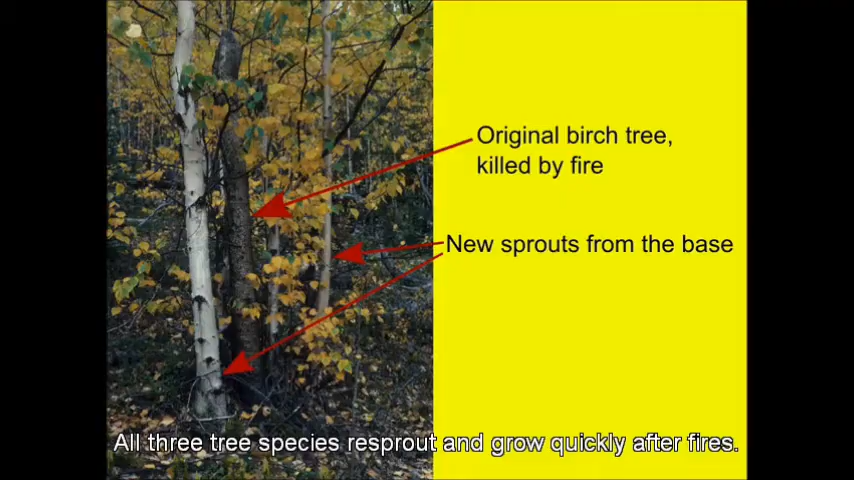 Original birch tree,
killed by fire
New sprouts from the base
All three tree species resprout and grow quickly after fires.